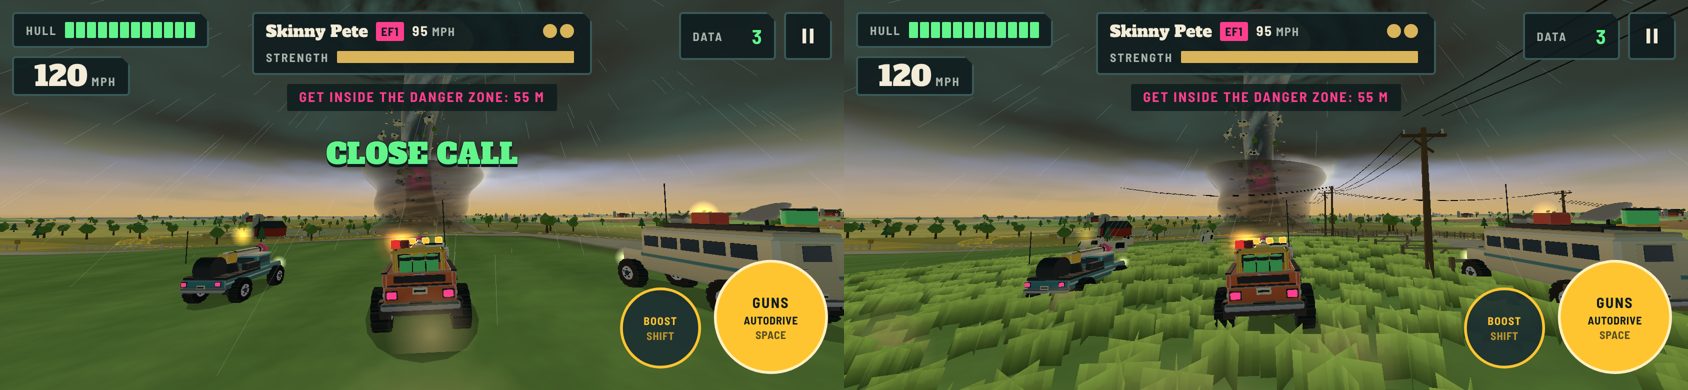 HULL
120 MPH
Skinny Pete EF1 95 MPH
STRENGTH
DATA 3
GET INSIDE THE DANGER ZONE: 55 M
CLOSE CALL
BOOST
SHIFT
GUNS
AUTODRIVE
SPACE
HULL
120 MPH
Skinny Pete EF1 95 MPH
STRENGTH
DATA 3
GET INSIDE THE DANGER ZONE: 55 M
BOOST
SHIFT
GUNS
AUTODRIVE
SPACE